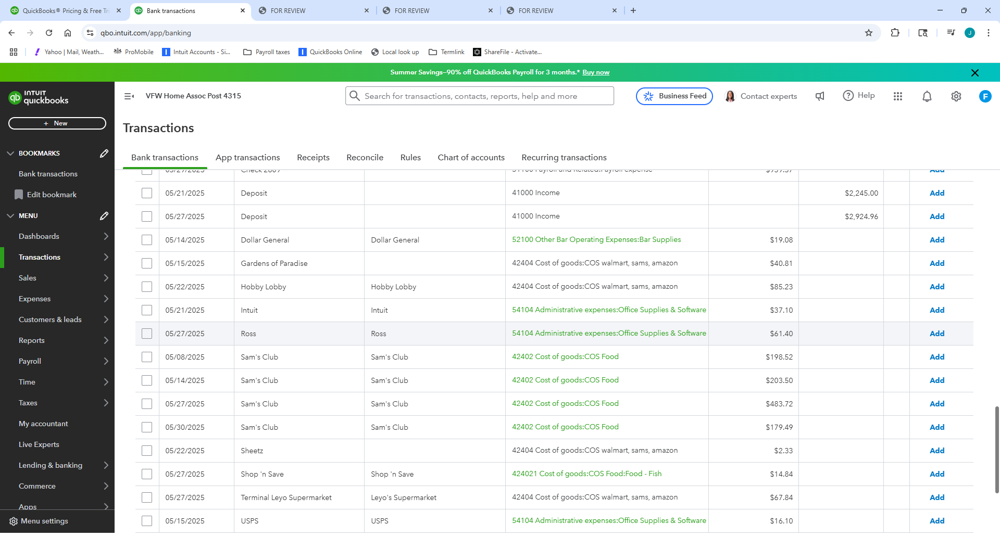 QuickBooks® Pricing & Free Tri
Bank transactions
FOR REVIEW
FOR REVIEW
FOR REVIEW
qbo.intuit.com/app/banking
J
Yahoo | Mail, Weath...
ProMobile
Intuit Accounts - Si...
Payroll taxes
QuickBooks Online
Local look up
Termlink
ShareFile - Activate...
Summer Savings—90% off QuickBooks Payroll for 3 months.* Buy now
INTUIT
quickbooks
VFW Home Assoc Post 4315
Search for transactions, contacts, reports, help and more
Business Feed
Contact experts
Help
F
+ New
BOOKMARKS
Bank transactions
Edit bookmark
MENU
Dashboards
Transactions
Sales
Expenses
Customers & leads
Reports
Payroll
Time
Taxes
My accountant
Live Experts
Lending & banking
Commerce
Apps
Menu settings
Transactions
Bank transactions
App transactions
Receipts
Reconcile
Rules
Chart of accounts
Recurring transactions
05/21/2025 Deposit 41000 Income $2,245.00 Add
05/27/2025 Deposit 41000 Income $2,924.96 Add
05/14/2025 Dollar General Dollar General 52100 Other Bar Operating Expenses:Bar Supplies $19.08 Add
05/15/2025 Gardens of Paradise 42404 Cost of goods:COS walmart, sams, amazon $40.81 Add
05/22/2025 Hobby Lobby Hobby Lobby 42404 Cost of goods:COS walmart, sams, amazon $85.23 Add
05/21/2025 Intuit Intuit 54104 Administrative expenses:Office Supplies & Software $37.10 Add
05/27/2025 Ross Ross 54104 Administrative expenses:Office Supplies & Software $61.40 Add
05/08/2025 Sam's Club Sam's Club 42402 Cost of goods:COS Food $198.52 Add
05/14/2025 Sam's Club Sam's Club 42402 Cost of goods:COS Food $203.50 Add
05/27/2025 Sam's Club Sam's Club 42402 Cost of goods:COS Food $483.72 Add
05/30/2025 Sam's Club Sam's Club 42402 Cost of goods:COS Food $179.49 Add
05/22/2025 Sheetz 42404 Cost of goods:COS walmart, sams, amazon $2.33 Add
05/27/2025 Shop 'n Save Shop 'n Save 424021 Cost of goods:COS Food:Food - Fish $14.84 Add
05/27/2025 Terminal Leyo Supermarket Leyo's Supermarket 42404 Cost of goods:COS walmart, sams, amazon $67.84 Add
05/15/2025 USPS USPS 54104 Administrative expenses:Office Supplies & Software $16.10 Add